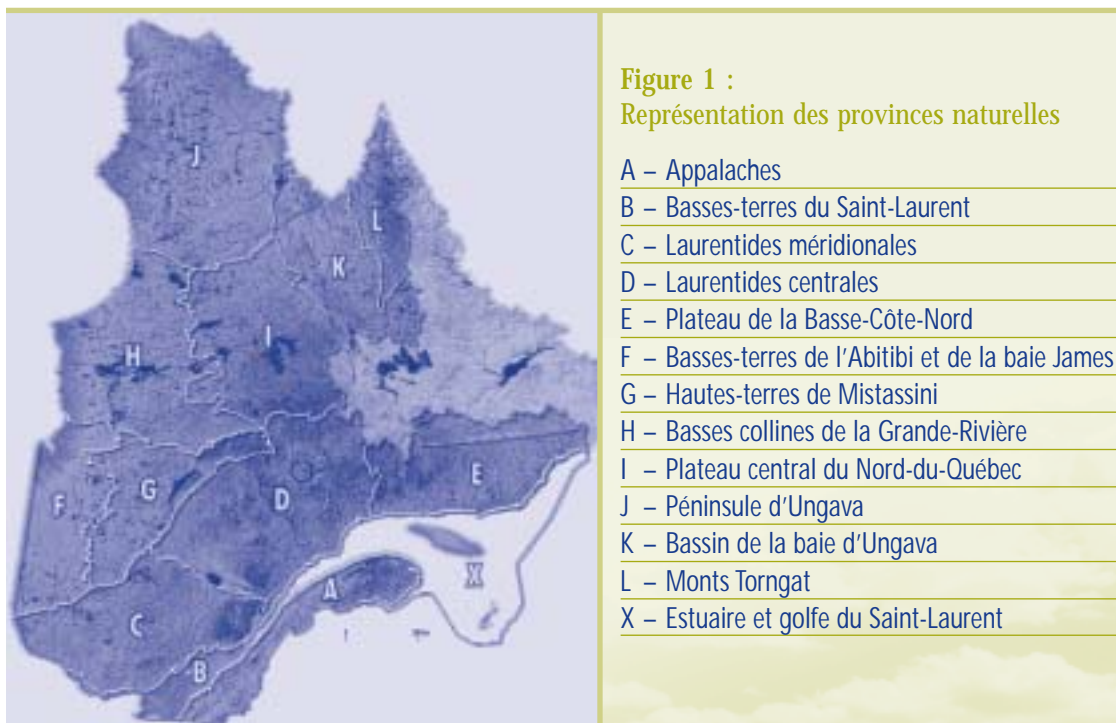 Figure 1 :
Représentation des provinces naturelles
A – Appalaches
B – Basses-terres du Saint-Laurent
C – Laurentides méridionales
D – Laurentides centrales
E – Plateau de la Basse-Côte-Nord
F – Basses-terres de l'Abitibi et de la baie James
G – Hautes-terres de Mistassini
H – Basses collines de la Grande-Rivière
I – Plateau central du Nord-du-Québec
J – Péninsule d'Ungava
K – Bassin de la baie d'Ungava
L – Monts Torngat
X – Estuaire et golfe du Saint-Laurent
J
L
K
I
H
E
G
D
F
X
A
C
B